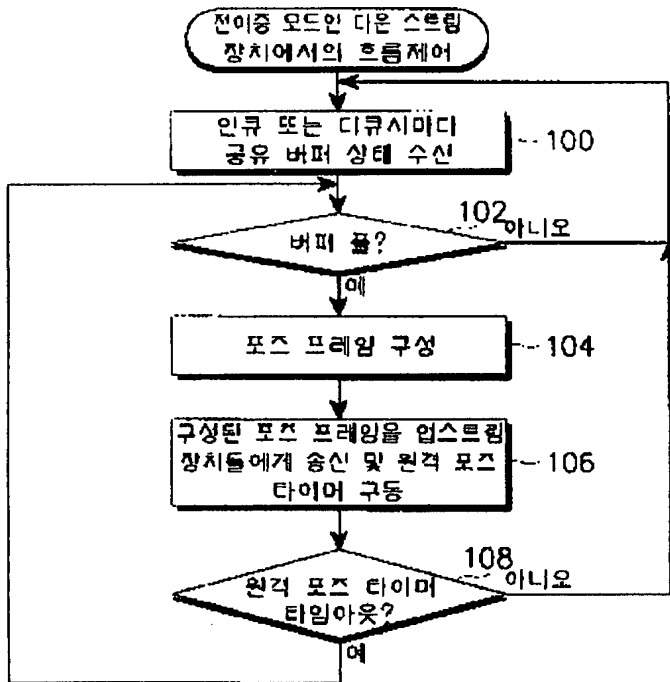 전이중 모드인 다운 스트림
장치에서의 흐름제어
인큐 또는 디큐시마다
공유 버퍼 상태 수신
100
102
아니오
버퍼 풀?
예
포즈 프레임 구성
104
구성된 포즈 프레임을 업스트림
장치들에게 송신 및 원격 포즈
타이머 구동
106
108
아니오
원격 포즈 타이머
타임아웃?
예